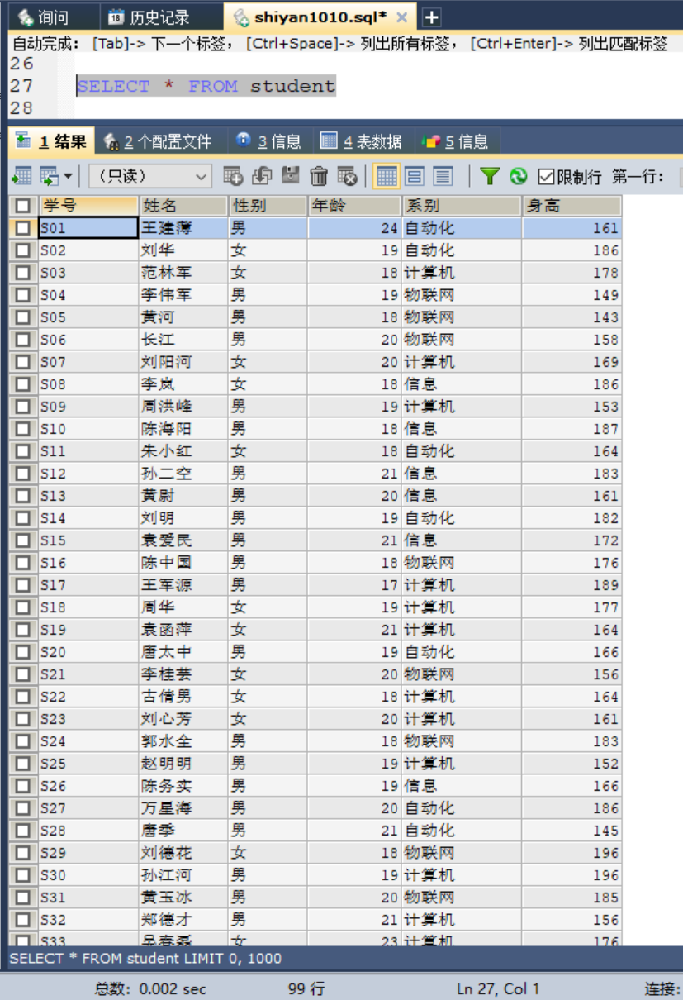 询问 历史记录 shiyan1010.sql*
自动完成: [Tab]-> 下一个标签, [Ctrl+Space]-> 列出所有标签, [Ctrl+Enter]-> 列出匹配标签
26
27 SELECT * FROM student
28
1 结果 2 个配置文件 3 信息 4 表数据 5 信息
(只读) 限制行 第一行:
学号 姓名 性别 年龄 系别 身高
S01 王建薄 男 24 自动化 161
S02 刘华 女 19 自动化 186
S03 范林军 女 18 计算机 178
S04 李伟军 男 19 物联网 149
S05 黄河 男 18 物联网 143
S06 长江 男 20 物联网 158
S07 刘阳河 女 20 计算机 169
S08 李岚 女 18 信息 186
S09 周洪峰 男 19 计算机 153
S10 陈海阳 男 18 信息 187
S11 朱小红 女 18 自动化 164
S12 孙二空 男 21 信息 183
S13 黄尉 男 20 信息 161
S14 刘明 男 19 自动化 182
S15 袁爱民 男 21 信息 172
S16 陈中国 男 18 物联网 176
S17 王军源 男 17 计算机 189
S18 周华 女 19 计算机 177
S19 袁函萍 女 21 计算机 164
S20 唐太中 男 19 自动化 166
S21 李桂芸 女 20 物联网 156
S22 古倩男 女 18 计算机 164
S23 刘心芳 女 20 计算机 161
S24 郭水全 男 18 物联网 183
S25 赵明明 男 19 计算机 152
S26 陈务实 男 19 信息 166
S27 万星海 男 20 自动化 186
S28 唐季 男 21 自动化 145
S29 刘德花 女 18 物联网 196
S30 孙江河 男 19 计算机 196
S31 黄玉冰 男 20 物联网 185
S32 郑德才 男 21 计算机 156
S33 吴春磊 女 23 计算机 176
SELECT * FROM student LIMIT 0, 1000
总数: 0.002 sec 99 行 Ln 27, Col 1 连接: